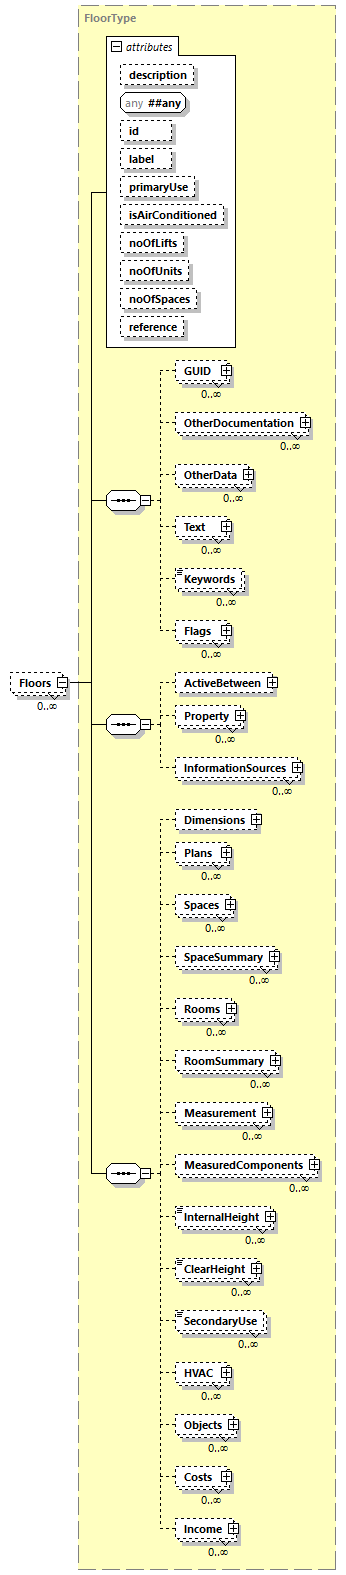 FloorType
attributes
description
any ##any
id
label
primaryUse
isAirConditioned
noOfLifts
noOfUnits
noOfSpaces
reference
GUID
0..∞
OtherDocumentation
0..∞
OtherData
0..∞
Text
0..∞
Keywords
0..∞
Flags
0..∞
Floors
0..∞
ActiveBetween
Property
0..∞
InformationSources
0..∞
Dimensions
Plans
0..∞
Spaces
0..∞
SpaceSummary
0..∞
Rooms
0..∞
RoomSummary
0..∞
Measurement
0..∞
MeasuredComponents
0..∞
InternalHeight
0..∞
ClearHeight
0..∞
SecondaryUse
0..∞
HVAC
0..∞
Objects
0..∞
Costs
0..∞
Income
0..∞